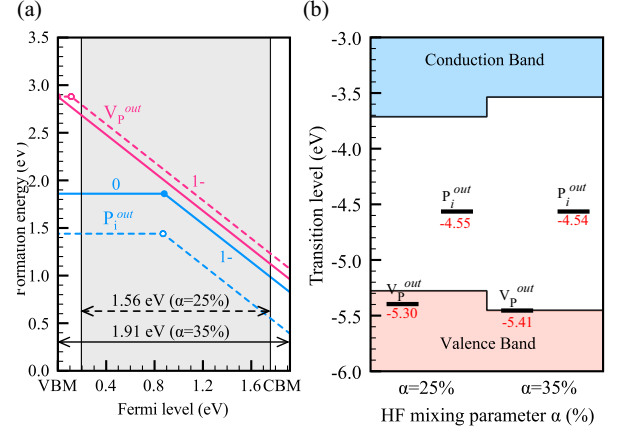 (a)
3.5
3.0
2.5
2.0
1.5
1.0
0.5
0.0
Formation energy (eV)
V_P^out
1-
0
P_i^out
1-
1.56 eV (α=25%)
1.91 eV (α=35%)
VBM 0.4 0.8 1.2 1.6 CBM
Fermi level (eV)
(b)
-3.0
-3.5
-4.0
-4.5
-5.0
-5.5
-6.0
Transition level (eV)
Conduction Band
P_i^out
-4.55
P_i^out
-4.54
V_P^out
-5.30
V_P^out
-5.41
Valence Band
α=25% α=35%
HF mixing parameter α (%)